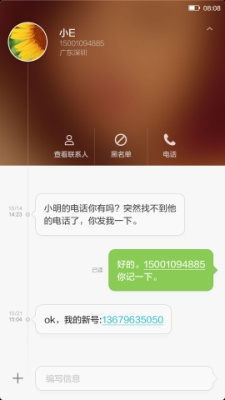 08:08
小E
15001094885
广东深圳
查看联系人
黑名单
电话
10/14
14:23
小明的电话你有吗？突然找不到他
的电话了，你发我一下。
已读
好的。15001094885
你记一下。
10/21
15:04
ok，我的新号:13679635050
编写信息